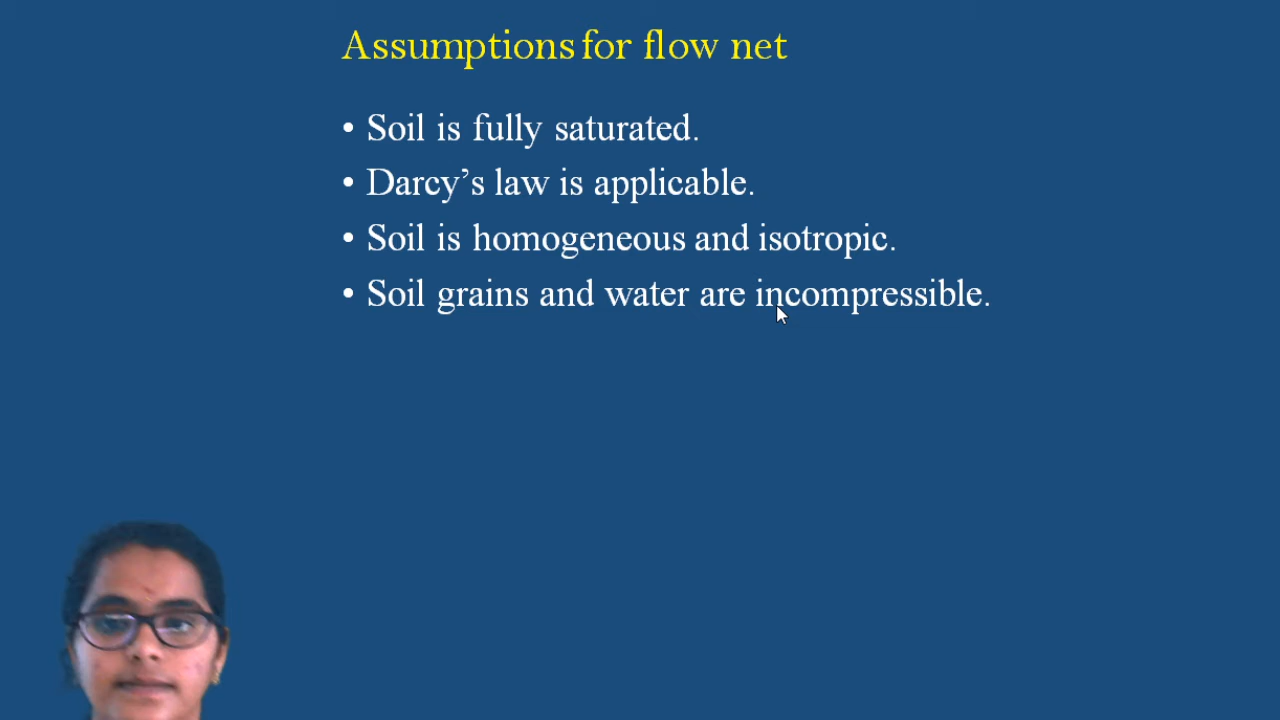 Assumptions for flow net
• Soil is fully saturated.
• Darcy’s law is applicable.
• Soil is homogeneous and isotropic.
• Soil grains and water are incompressible.